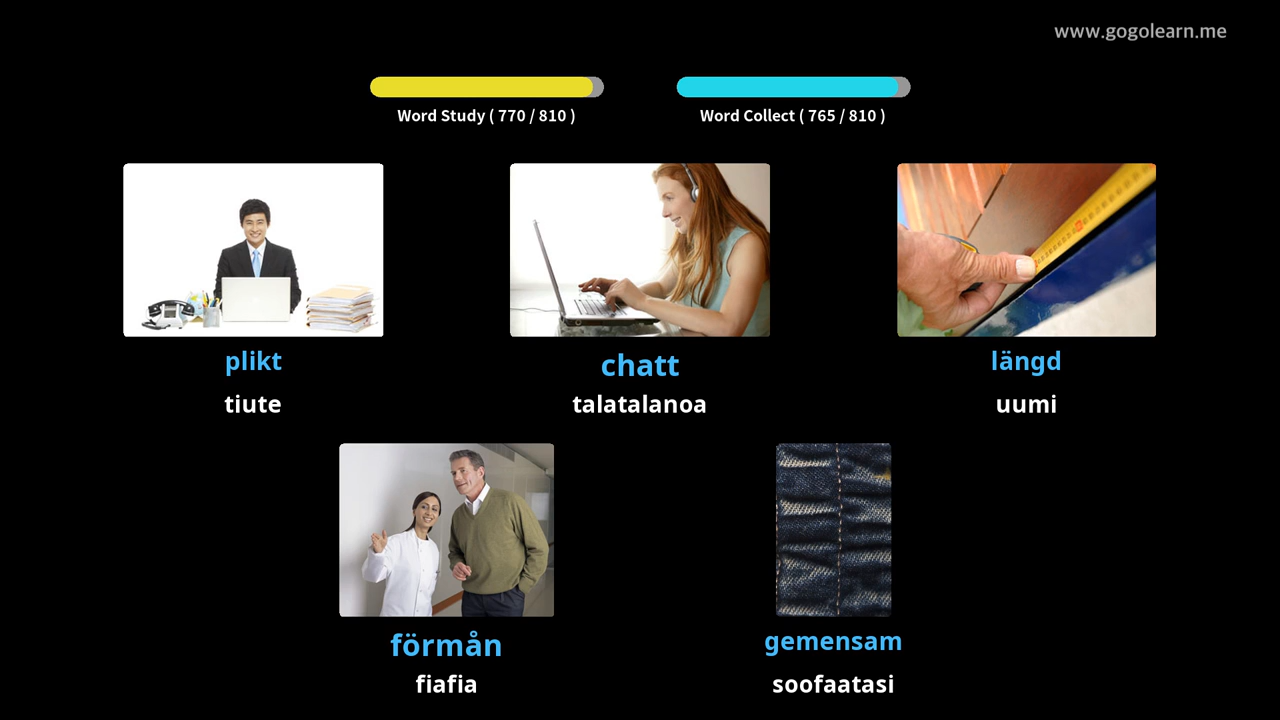 www.gogolearn.me
Word Study ( 770 / 810 )
Word Collect ( 765 / 810 )
plikt
tiute
chatt
talatalanoa
längd
uumi
förmån
fiafia
gemensam
soofaatasi